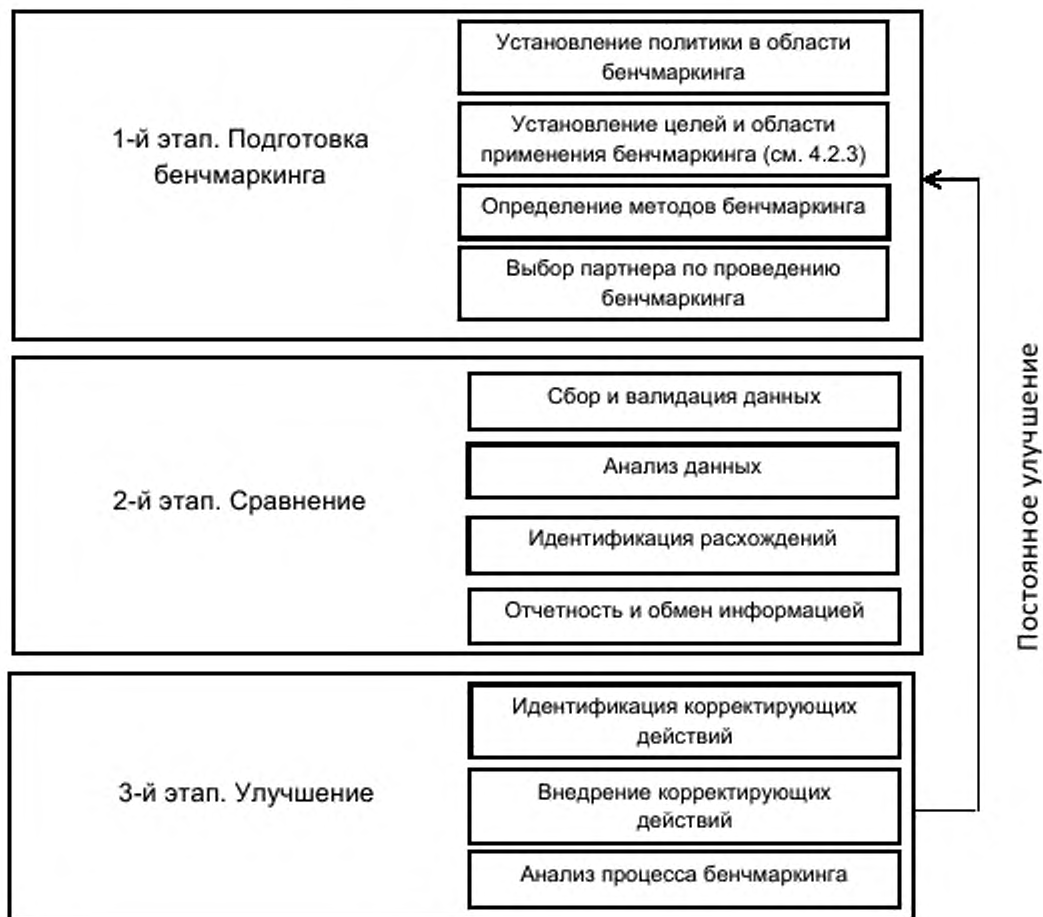 1-й этап. Подготовка
бенчмаркинга
Установление политики в области
бенчмаркинга
Установление целей и области
применения бенчмаркинга (см. 4.2.3)
Определение методов бенчмаркинга
Выбор партнера по проведению
бенчмаркинга
2-й этап. Сравнение
Сбор и валидация данных
Анализ данных
Идентификация расхождений
Отчетность и обмен информацией
3-й этап. Улучшение
Идентификация корректирующих
действий
Внедрение корректирующих
действий
Анализ процесса бенчмаркинга
Постоянное улучшение